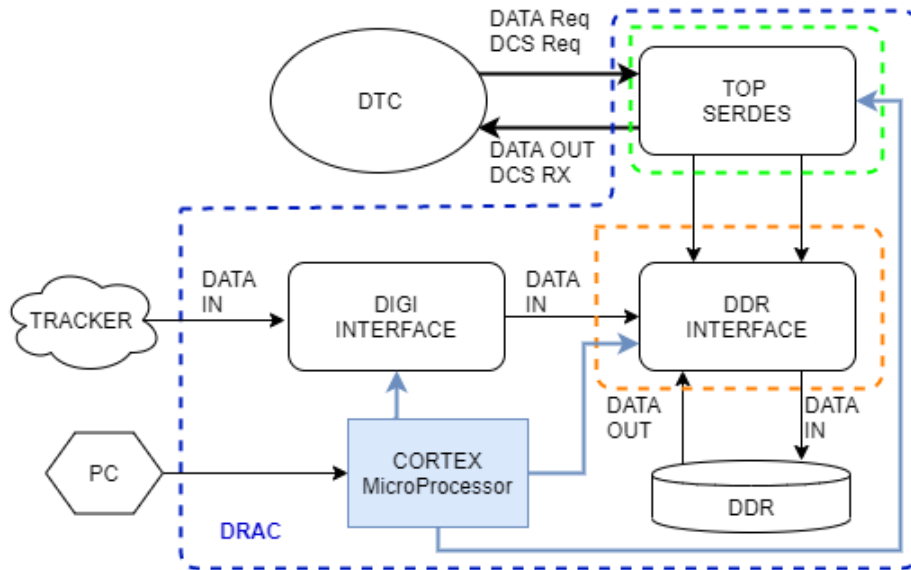 DATA Req
DCS Req
DTC
TOP
SERDES
DATA OUT
DCS RX
TRACKER
DATA
IN
DIGI
INTERFACE
DATA
IN
DDR
INTERFACE
DATA
OUT
DATA
IN
PC
CORTEX
MicroProcessor
DDR
DRAC